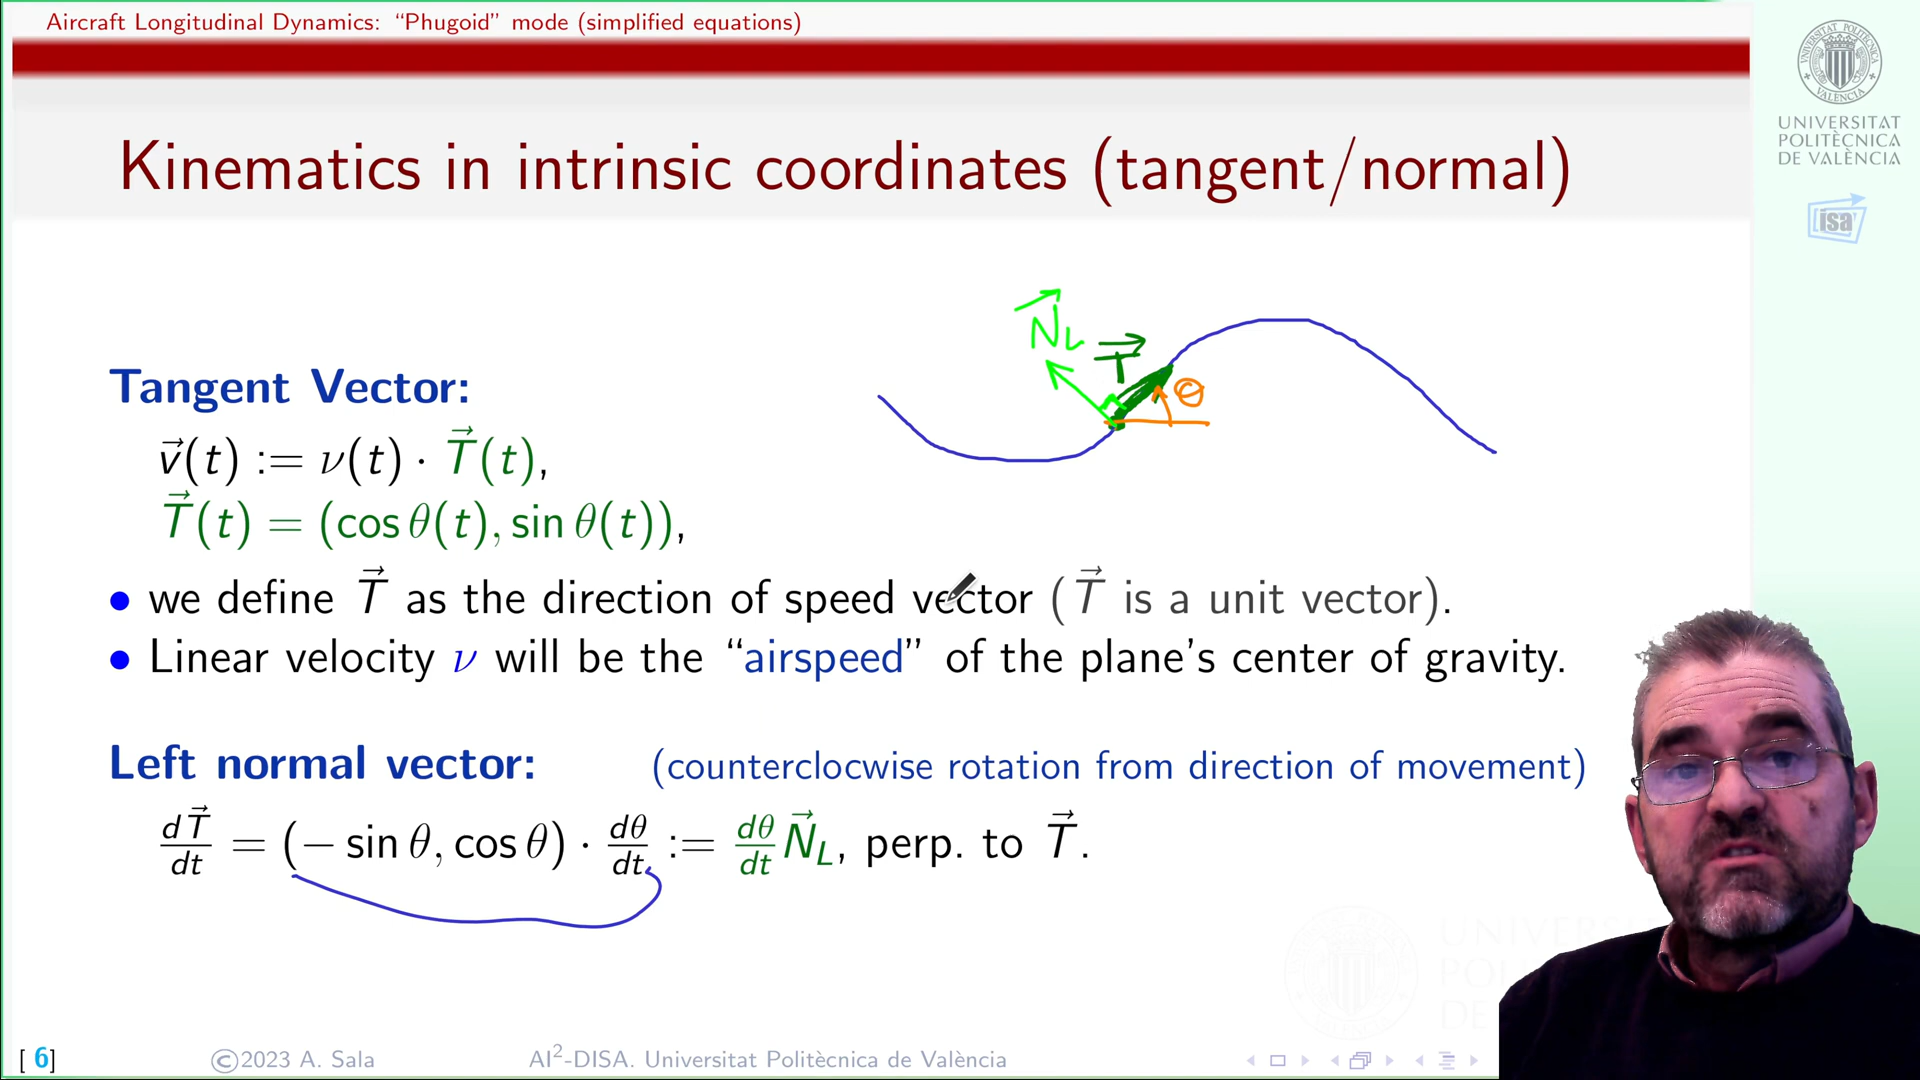 Aircraft Longitudinal Dynamics: “Phugoid” mode (simplified equations)
UNIVERSITAT
POLITÈCNICA
DE VALÈNCIA
isa
Kinematics in intrinsic coordinates (tangent/normal)
N⃗_L
T⃗
θ
Tangent Vector:
v⃗(t) := ν(t) · T⃗(t),
T⃗(t) = (cos θ(t), sin θ(t)),
• we define T⃗ as the direction of speed vector (T⃗ is a unit vector).
• Linear velocity ν will be the “airspeed” of the plane’s center of gravity.
Left normal vector: (counterclocwise rotation from direction of movement)
dT⃗/dt = (− sin θ, cos θ) · dθ/dt := dθ/dt N⃗_L, perp. to T⃗.
[ 6] ©2023 A. Sala AI²-DISA. Universitat Politècnica de València